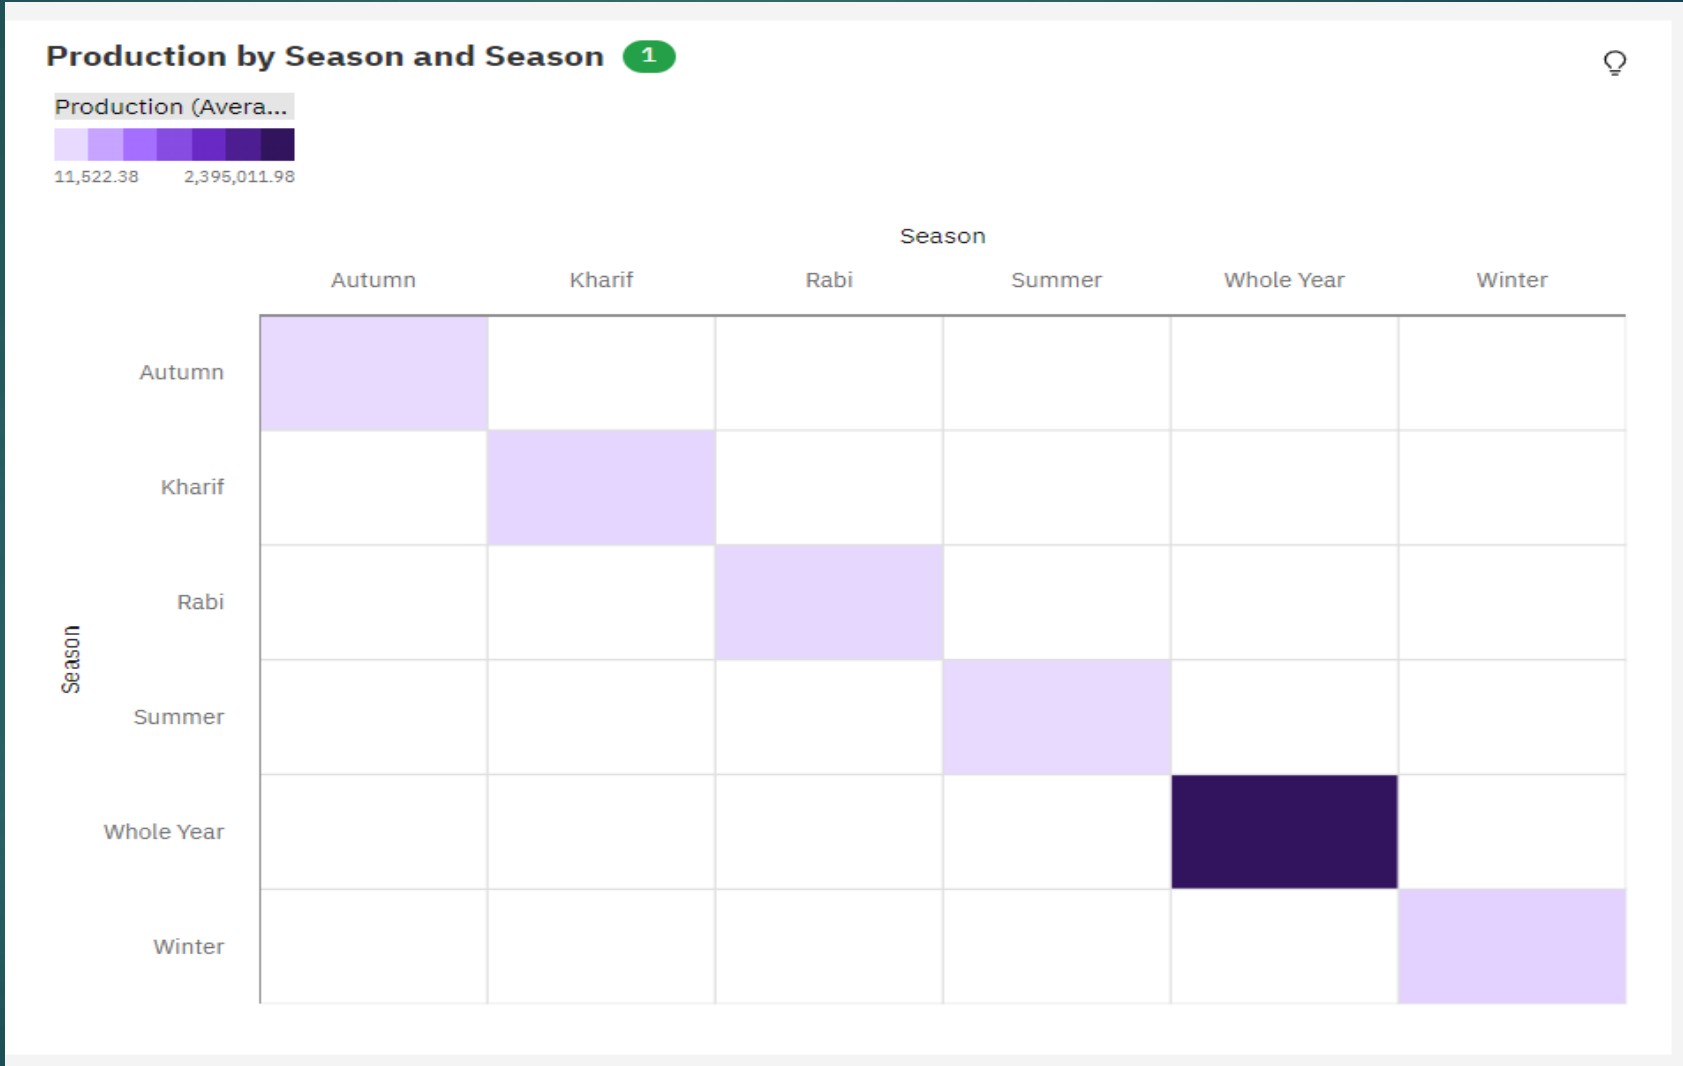 Production by Season and Season 1
Production (Avera...
11,522.38 2,395,011.98
Season
Autumn Kharif Rabi Summer Whole Year Winter
Autumn
Kharif
Rabi
Season
Summer
Whole Year
Winter